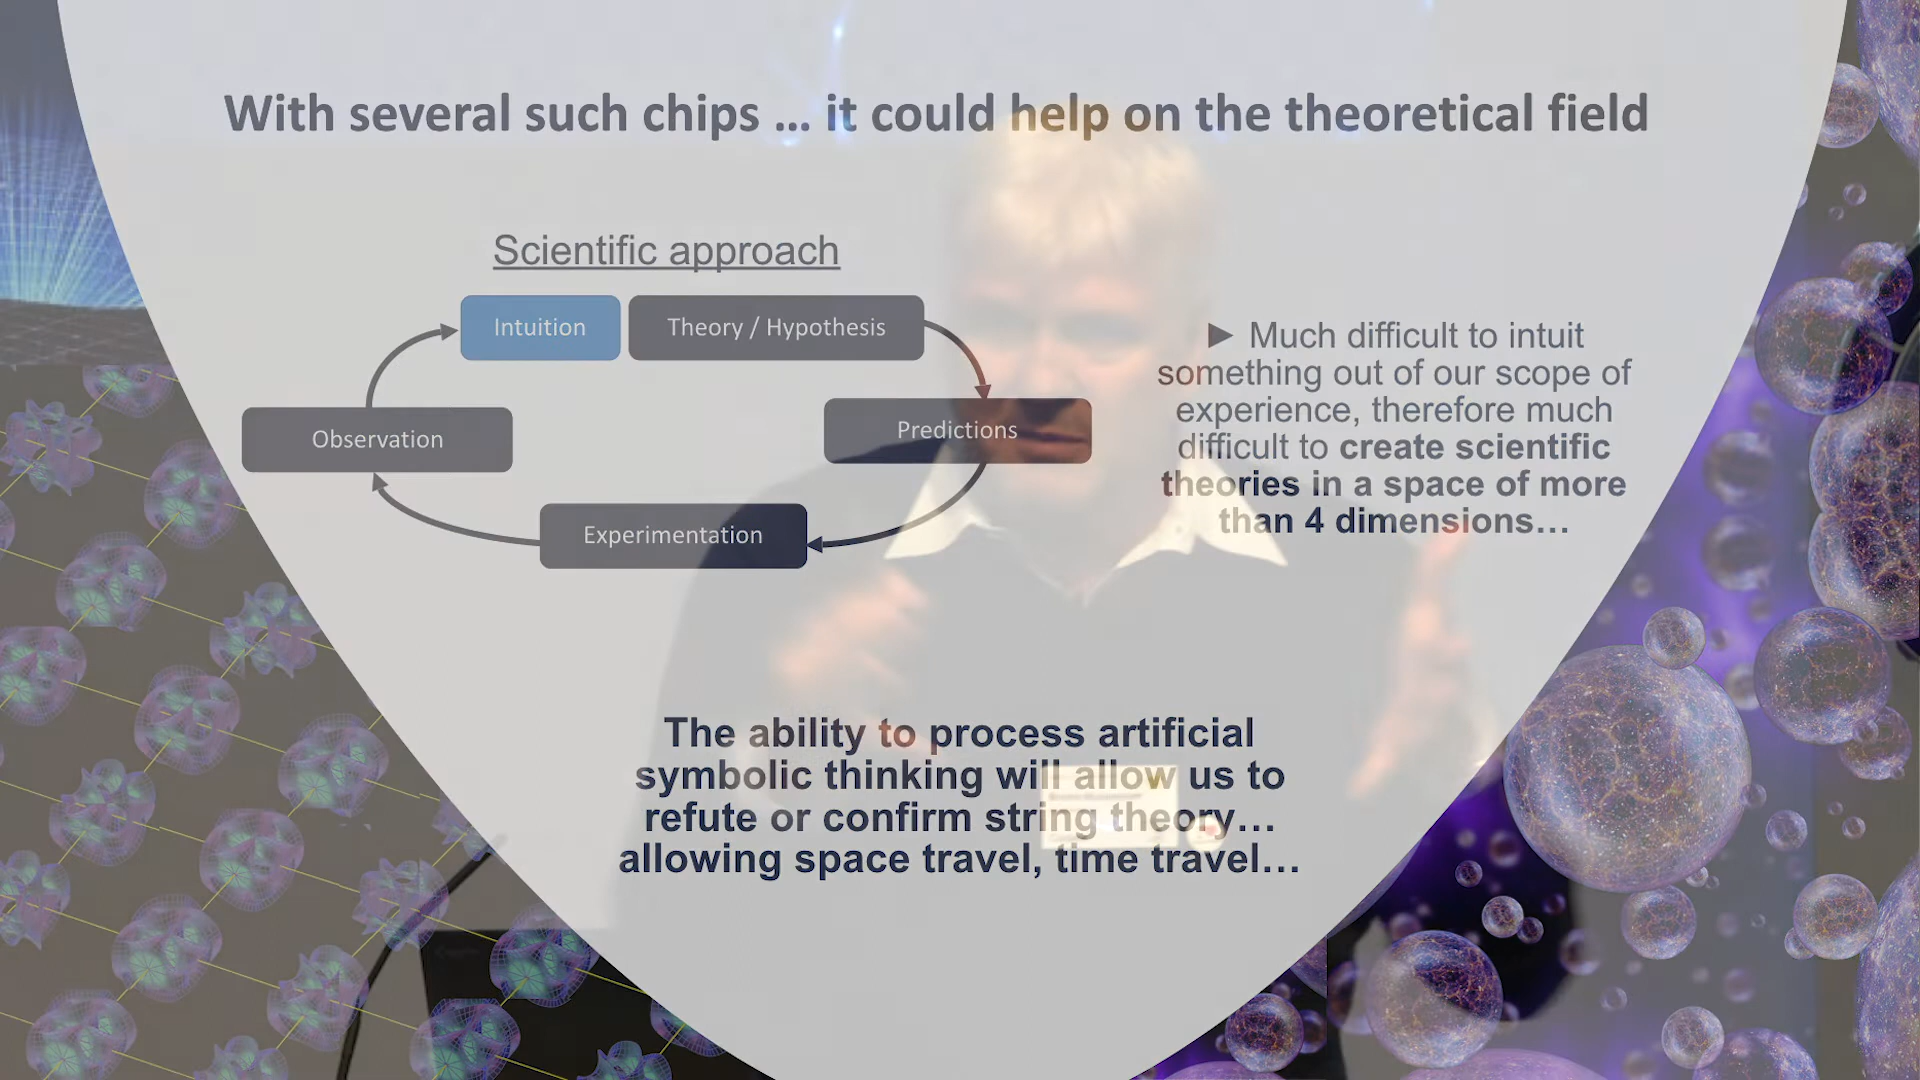 With several such chips ... it could help on the theoretical field
Scientific approach
Intuition
Theory / Hypothesis
Predictions
Observation
Experimentation
► Much difficult to intuit
something out of our scope of
experience, therefore much
difficult to create scientific
theories in a space of more
than 4 dimensions…
The ability to process artificial
symbolic thinking will allow us to
refute or confirm string theory…
allowing space travel, time travel…